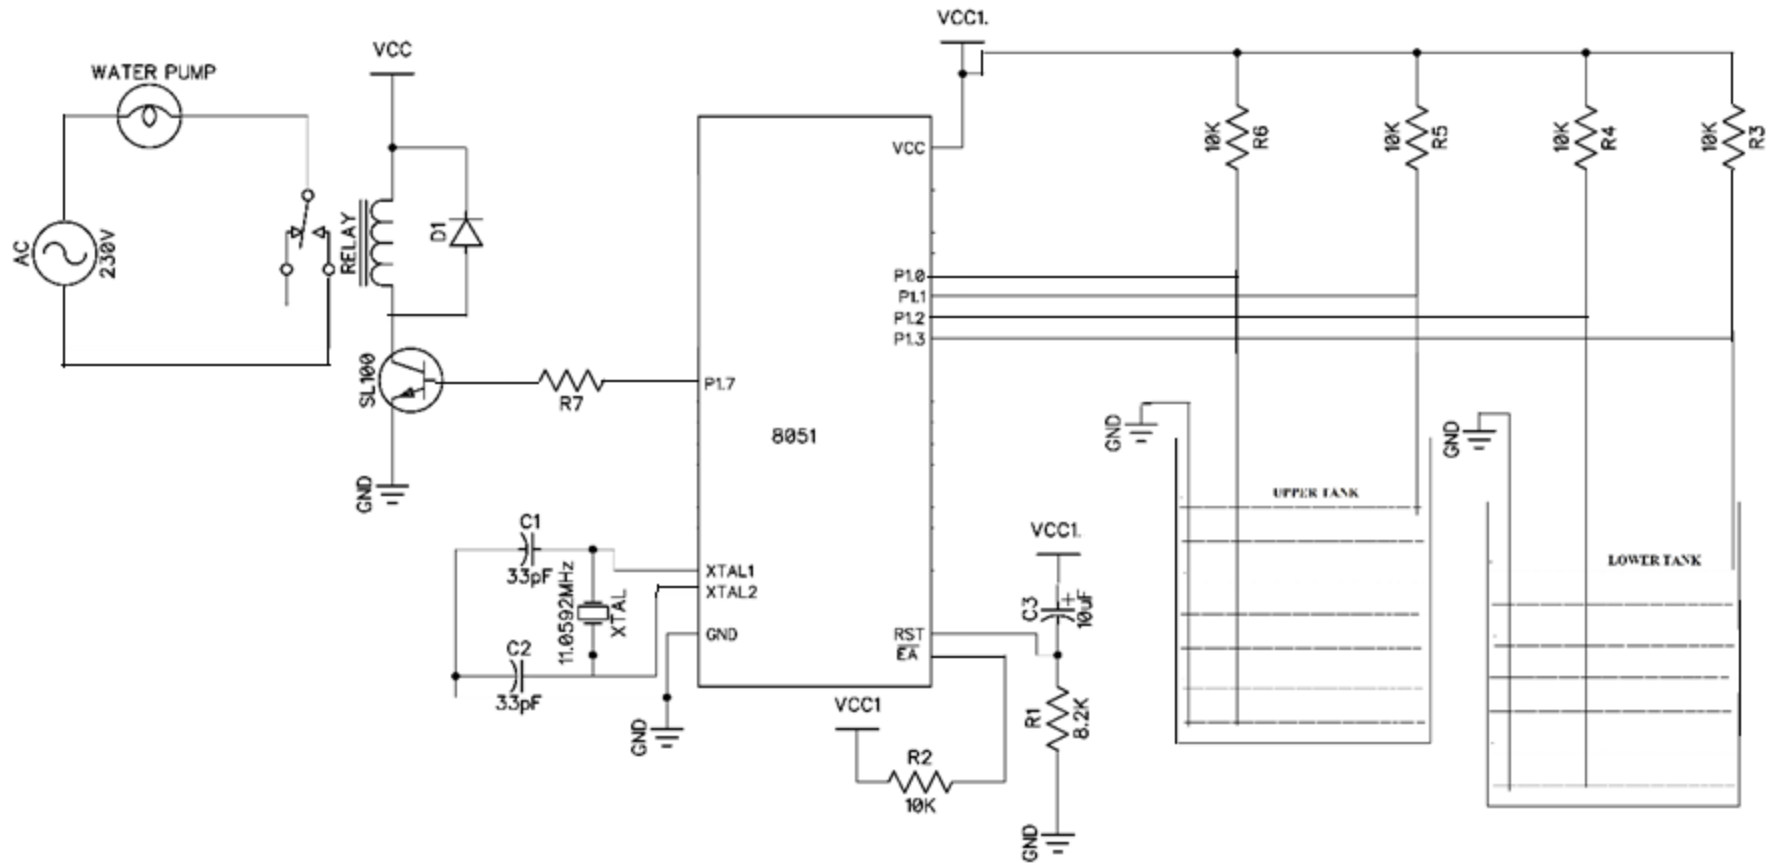 VCC1.
VCC
WATER PUMP
AC
230V
RELAY
D1
SL100
GND
R7
P1.7
8051
VCC
P1.0
P1.1
P1.2
P1.3
10K
R6
10K
R5
10K
R4
10K
R3
GND
UPPER TANK
GND
LOWER TANK
C1
33pF
11.0592MHz
XTAL
C2
33pF
XTAL1
XTAL2
GND
GND
RST
EA
VCC1.
C3
+
10uF
R1
8.2K
GND
VCC1
R2
10K